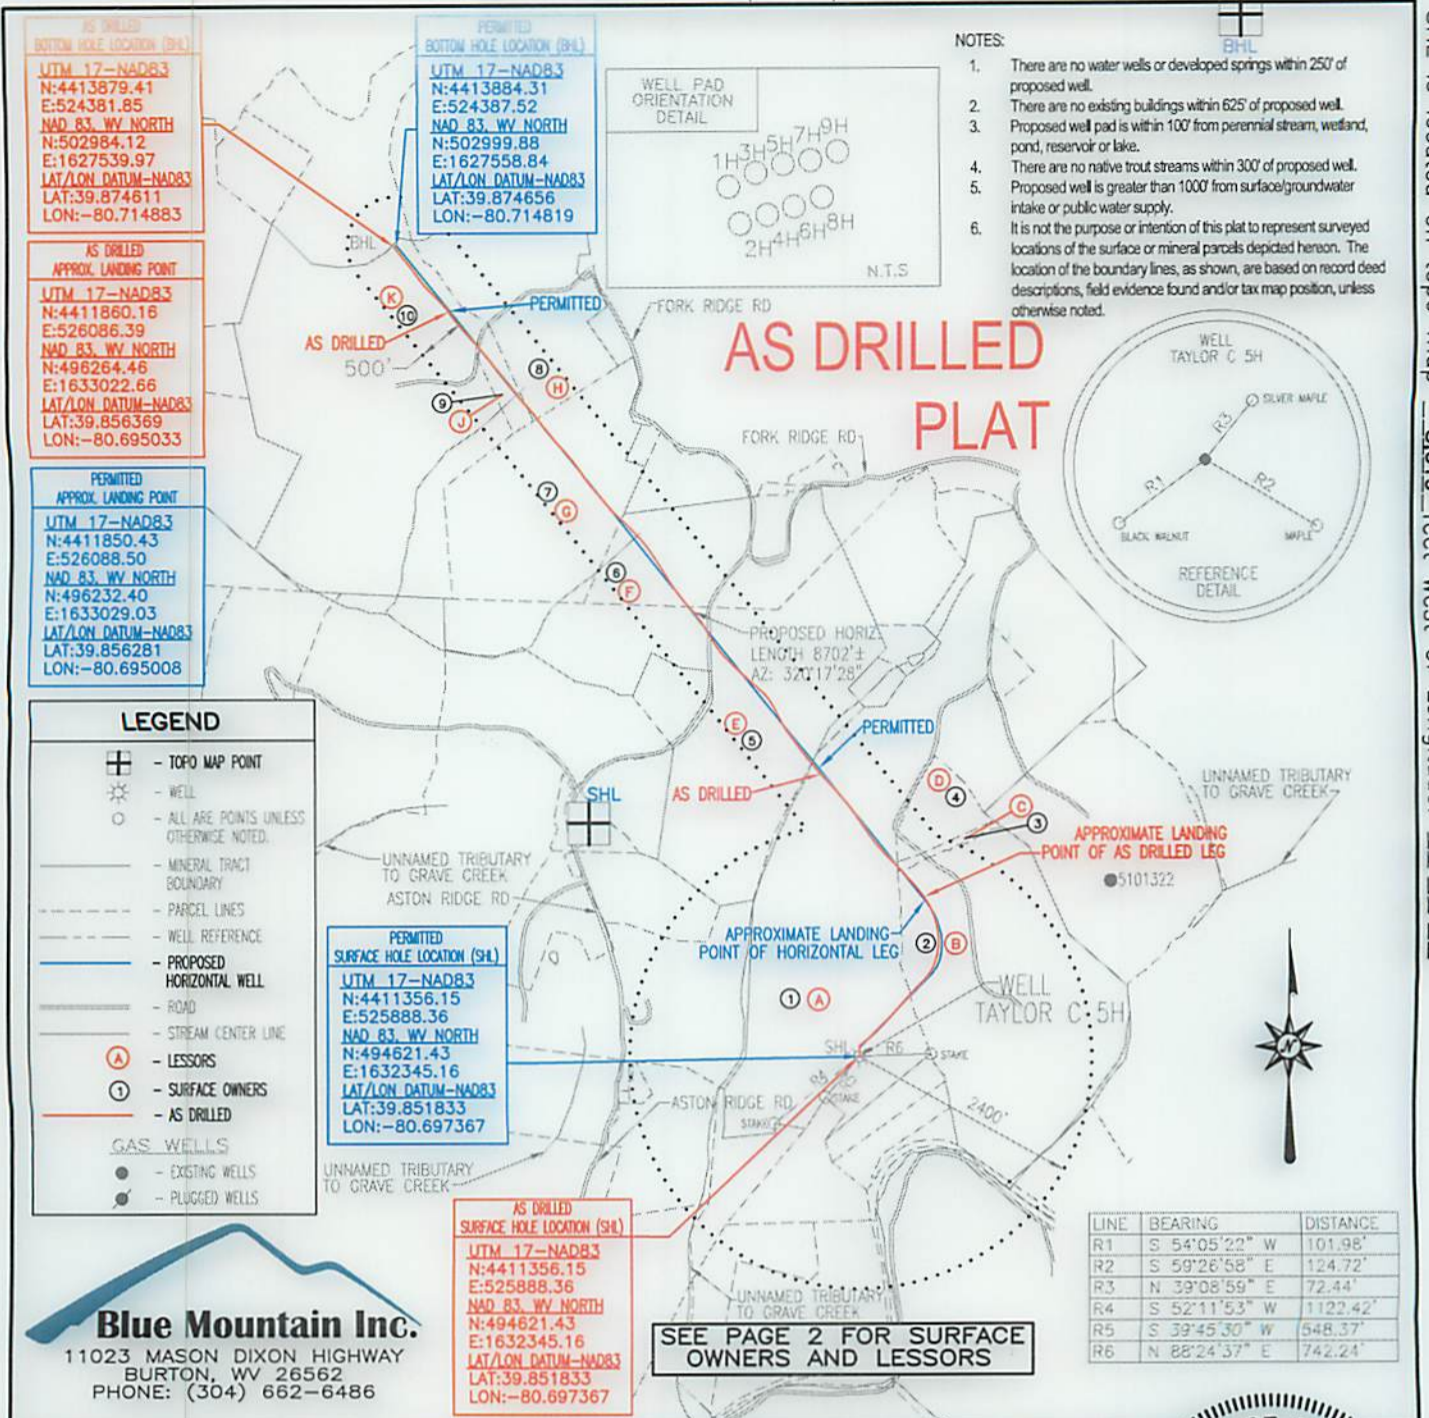 AS DRILLED
BOTTOM HOLE LOCATION (BHL)
UTM 17-NAD83
N:4413879.41
E:524381.85
NAD 83, WV NORTH
N:502984.12
E:1627539.97
LAT/LON DATUM-NAD83
LAT:39.874611
LON:-80.714883
PERMITTED
BOTTOM HOLE LOCATION (BHL)
UTM 17-NAD83
N:4413884.31
E:524387.52
NAD 83, WV NORTH
N:502999.88
E:1627558.84
LAT/LON DATUM-NAD83
LAT:39.874656
LON:-80.714819
WELL PAD
ORIENTATION
DETAIL
1H 3H 5H 7H 9H
2H 4H 6H 8H
N.T.S
BHL
NOTES:
1. There are no water wells or developed springs within 250' of
proposed well.
2. There are no existing buildings within 625' of proposed well.
3. Proposed well pad is within 100' from perennial stream, wetland,
pond, reservoir or lake.
4. There are no native trout streams within 300' of proposed well.
5. Proposed well is greater than 1000' from surface/groundwater
intake or public water supply.
6. It is not the purpose or intention of this plat to represent surveyed
locations of the surface or mineral parcels depicted hereon. The
location of the boundary lines, as shown, are based on record deed
descriptions, field evidence found and/or tax map position, unless
otherwise noted.
AS DRILLED
APPROX. LANDING POINT
UTM 17-NAD83
N:4411860.16
E:526086.39
NAD 83, WV NORTH
N:496264.46
E:1633022.66
LAT/LON DATUM-NAD83
LAT:39.856369
LON:-80.695033
PERMITTED
APPROX. LANDING POINT
UTM 17-NAD83
N:4411850.43
E:526088.50
NAD 83, WV NORTH
N:496232.40
E:1633029.03
LAT/LON DATUM-NAD83
LAT:39.856281
LON:-80.695008
AS DRILLED
PLAT
WELL
TAYLOR C 5H
SILVER MAPLE
R3
R1
R2
BLACK WALNUT
MAPLE
REFERENCE
DETAIL
BHL
K
10
PERMITTED
FORK RIDGE RD
AS DRILLED
500'
8
H
9
J
FORK RIDGE RD
7
G
6
F
PROPOSED HORIZ.
LENGTH 8702'±
AZ: 320°17'28"
E
5
PERMITTED
SHL
AS DRILLED
D
4
C
3
UNNAMED TRIBUTARY
TO GRAVE CREEK
APPROXIMATE LANDING
POINT OF AS DRILLED LEG
5101322
UNNAMED TRIBUTARY
TO GRAVE CREEK
ASTON RIDGE RD
APPROXIMATE LANDING
POINT OF HORIZONTAL LEG
2
B
1
A
WELL
TAYLOR C 5H
SHL
R6
STAKE
R5
STAKE
STAKE
ASTON RIDGE RD
2400'
UNNAMED TRIBUTARY
TO GRAVE CREEK
UNNAMED TRIBUTARY
TO GRAVE CREEK
LEGEND
- TOPO MAP POINT
- WELL
- ALL ARE POINTS UNLESS
OTHERWISE NOTED.
- MINERAL TRACT
BOUNDARY
- PARCEL LINES
- WELL REFERENCE
- PROPOSED
HORIZONTAL WELL
- ROAD
- STREAM CENTER LINE
A - LESSORS
1 - SURFACE OWNERS
- AS DRILLED
GAS WELLS
- EXISTING WELLS
- PLUGGED WELLS
PERMITTED
SURFACE HOLE LOCATION (SHL)
UTM 17-NAD83
N:4411356.15
E:525888.36
NAD 83, WV NORTH
N:494621.43
E:1632345.16
LAT/LON DATUM-NAD83
LAT:39.851833
LON:-80.697367
AS DRILLED
SURFACE HOLE LOCATION (SHL)
UTM 17-NAD83
N:4411356.15
E:525888.36
NAD 83, WV NORTH
N:494621.43
E:1632345.16
LAT/LON DATUM-NAD83
LAT:39.851833
LON:-80.697367
N
LINE BEARING DISTANCE
R1 S 54°05'22" W 101.98'
R2 S 59°26'58" E 124.72'
R3 N 39°08'59" E 72.44'
R4 S 52°11'53" W 1122.42'
R5 S 39°45'30" W 548.37'
R6 N 88°24'37" E 742.24'
Blue Mountain Inc.
11023 MASON DIXON HIGHWAY
BURTON, WV 26562
PHONE: (304) 662-6486
SEE PAGE 2 FOR SURFACE
OWNERS AND LESSORS